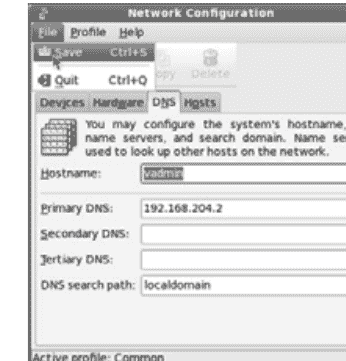 Network Configuration
File Profile Help
Save Ctrl+S
Quit Ctrl+Q
opy Delete
Devices Hardware DNS Hosts
You may configure the system's hostname,
name servers, and search domain. Name se
used to look up other hosts on the network.
Hostname: vadmin
Primary DNS: 192.168.204.2
Secondary DNS:
Tertiary DNS:
DNS search path: localdomain
Active profile: Common